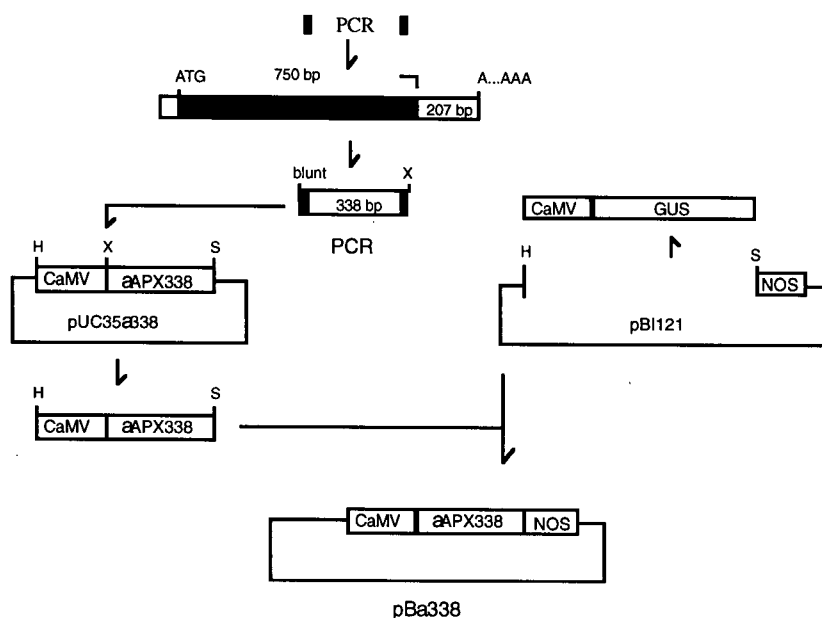 PCR
ATG
750 bp
A...AAA
207 bp
blunt
X
338 bp
PCR
CaMV
GUS
H
X
S
CaMV
aAPX338
pUC35a338
H
S
NOS
pBI121
H
S
CaMV
aAPX338
CaMV
aAPX338
NOS
pBa338